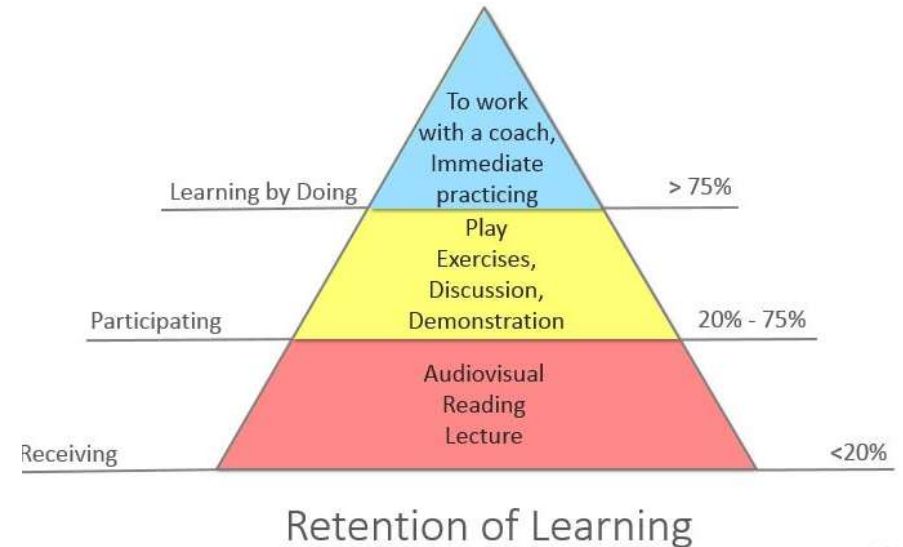 To work
with a coach,
Immediate
practicing
Learning by Doing
> 75%
Play
Exercises,
Discussion,
Demonstration
Participating
20% - 75%
Audiovisual
Reading
Lecture
Receiving
<20%
Retention of Learning